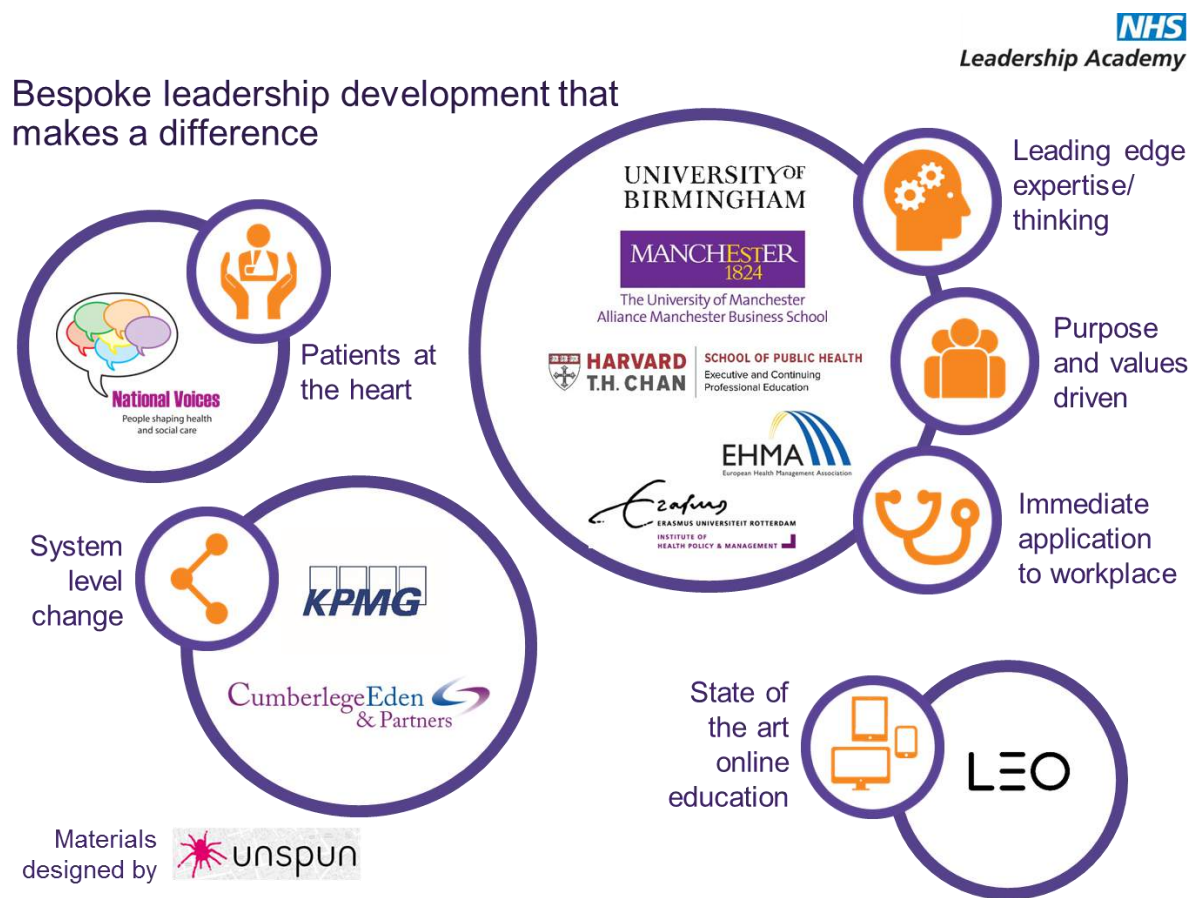 NHS
Leadership Academy
Bespoke leadership development that
makes a difference
National Voices
People shaping health
and social care
Patients at
the heart
UNIVERSITY OF
BIRMINGHAM
MANCHESTER
1824
The University of Manchester
Alliance Manchester Business School
HARVARD
T.H. CHAN
SCHOOL OF PUBLIC HEALTH
Executive and Continuing
Professional Education
EHMA
European Health Management Association
Erasmus
ERASMUS UNIVERSITEIT ROTTERDAM
INSTITUTE OF
HEALTH POLICY & MANAGEMENT
Leading edge
expertise/
thinking
Purpose
and values
driven
Immediate
application
to workplace
System
level
change
KPMG
CumberlegeEden
& Partners
State of
the art
online
education
LEO
Materials
designed by
unspun